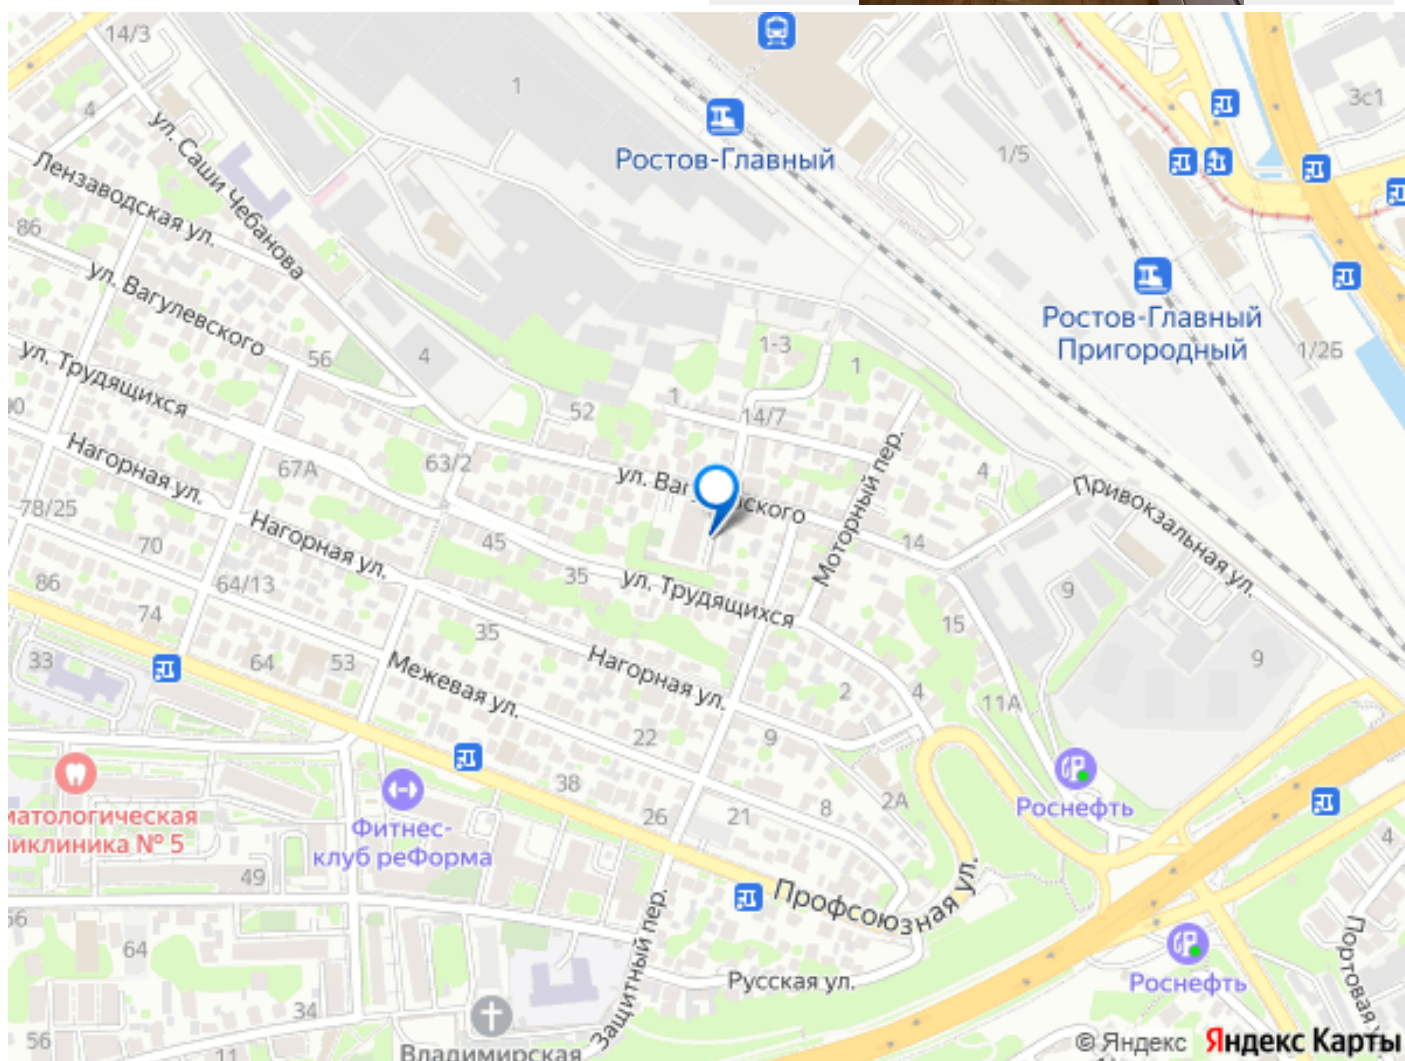 14/3
1
3с1
4
ул. Саши Чебанова
Ростов-Главный
1/5
Лензаводская ул.
86
ул. Вагулевского
Ростов-Главный
Пригородный
1/26
ул. Трудящихся
56
4
1-3
1
52
1
14/7
Нагорная ул.
67А
63/2
ул. Ваг
ского
Моторный пер.
4
Привокзальная ул.
78/25
70
Нагорная ул.
45
14
86
64/13
35
ул. Трудящихся
9
74
35
15
33
64
53
Межевая ул.
Нагорная ул.
2
4
11А
9
22
9
38
Роснефть
матологическая
иклиника № 5
Фитнес-
клуб реФорма
26
21
8
2А
4
49
Профсоюзная ул.
Защитный пер.
64
Русская ул.
Роснефть
Портовая у
34
56
11
Владимирская
© Яндекс Яндекс Карты